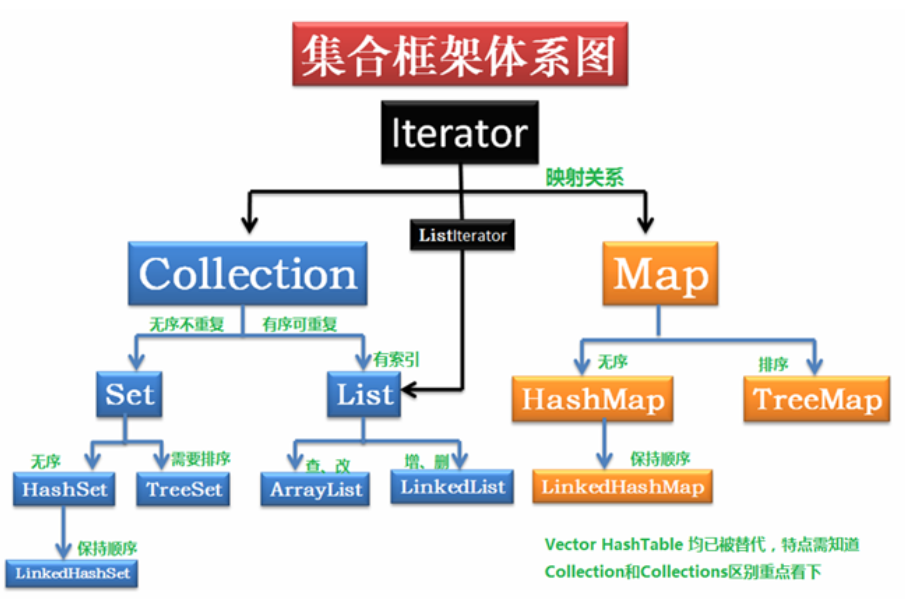 集合框架体系图
Iterator
映射关系
ListIterator
Collection
Map
无序不重复
有序可重复
有索引
无序
排序
Set
List
HashMap
TreeMap
无序
需要排序
查、改
增、删
保持顺序
HashSet
TreeSet
ArrayList
LinkedList
LinkedHashMap
保持顺序
LinkedHashSet
Vector HashTable 均已被替代，特点需知道
Collection和Collections区别重点看下